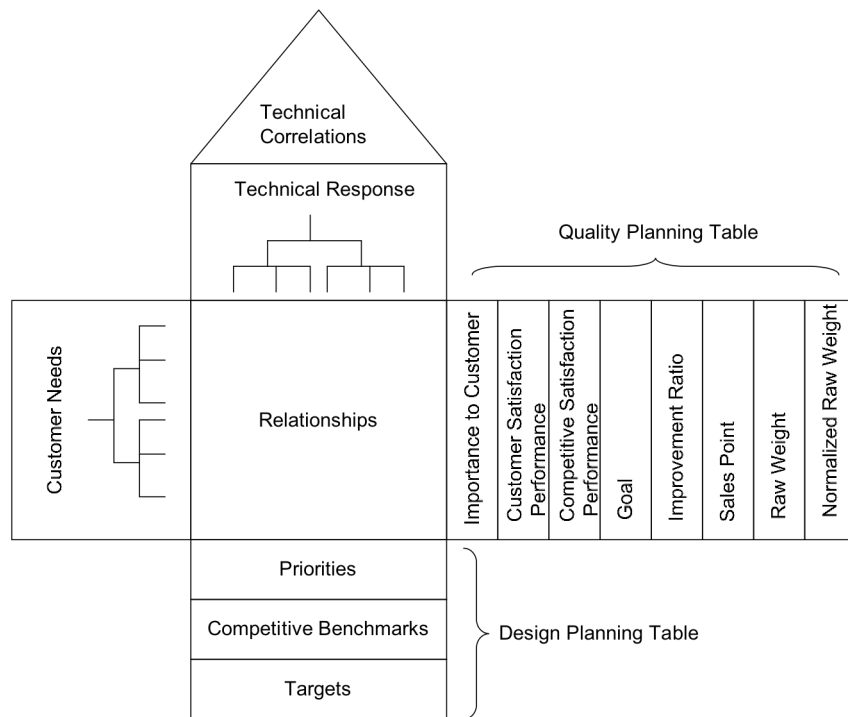 Technical
Correlations
Technical Response
Quality Planning Table
Customer Needs
Relationships
Importance to Customer
Customer Satisfaction
Performance
Competitive Satisfaction
Performance
Goal
Improvement Ratio
Sales Point
Raw Weight
Normalized Raw Weight
Priorities
Competitive Benchmarks
Design Planning Table
Targets